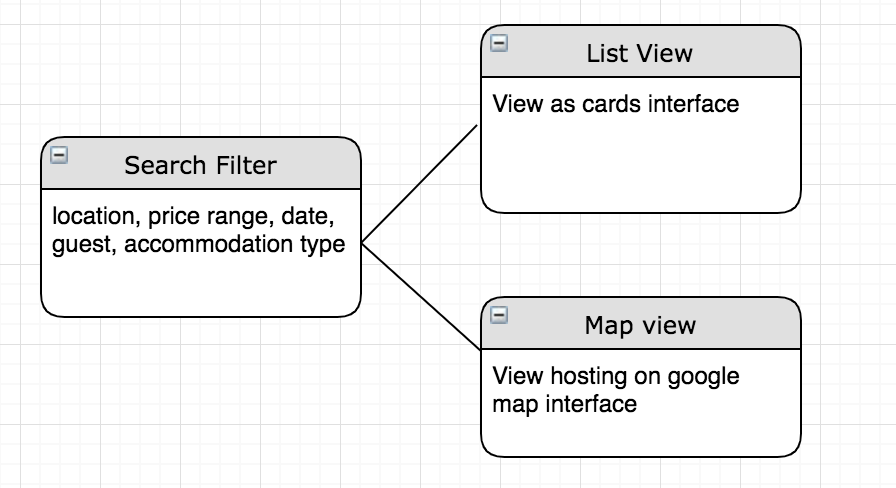 Search Filter
location, price range, date,
guest, accommodation type
List View
View as cards interface
Map view
View hosting on google
map interface